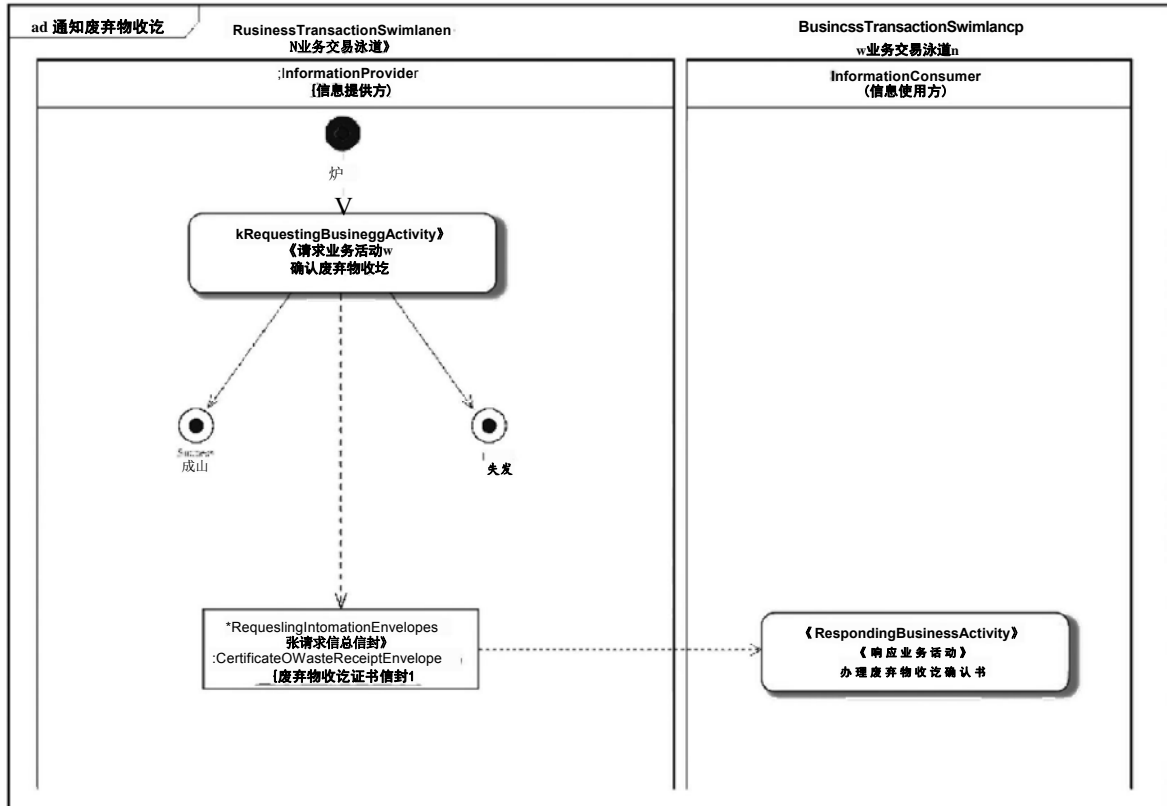 ad 通知废弃物收讫
RusinessTransactionSwimlanen
N业务交易泳道》
BusincssTransactionSwimlancp
w业务交易泳道n
;InformationProvider
{信息提供方)
InformationConsumer
(信息使用方)
炉
V
kRequestingBusineggActivity》
《请求业务活动w
确认废弃物收圪
成山
失发
*RequeslingIntomationEnvelopes
张请求信总信封》
:CertificateOWasteReceiptEnvelope )
{废弃物收讫证书信封1
《RespondingBusinessActivity》
《响应业务话动》
办理废弃物收讫确认书